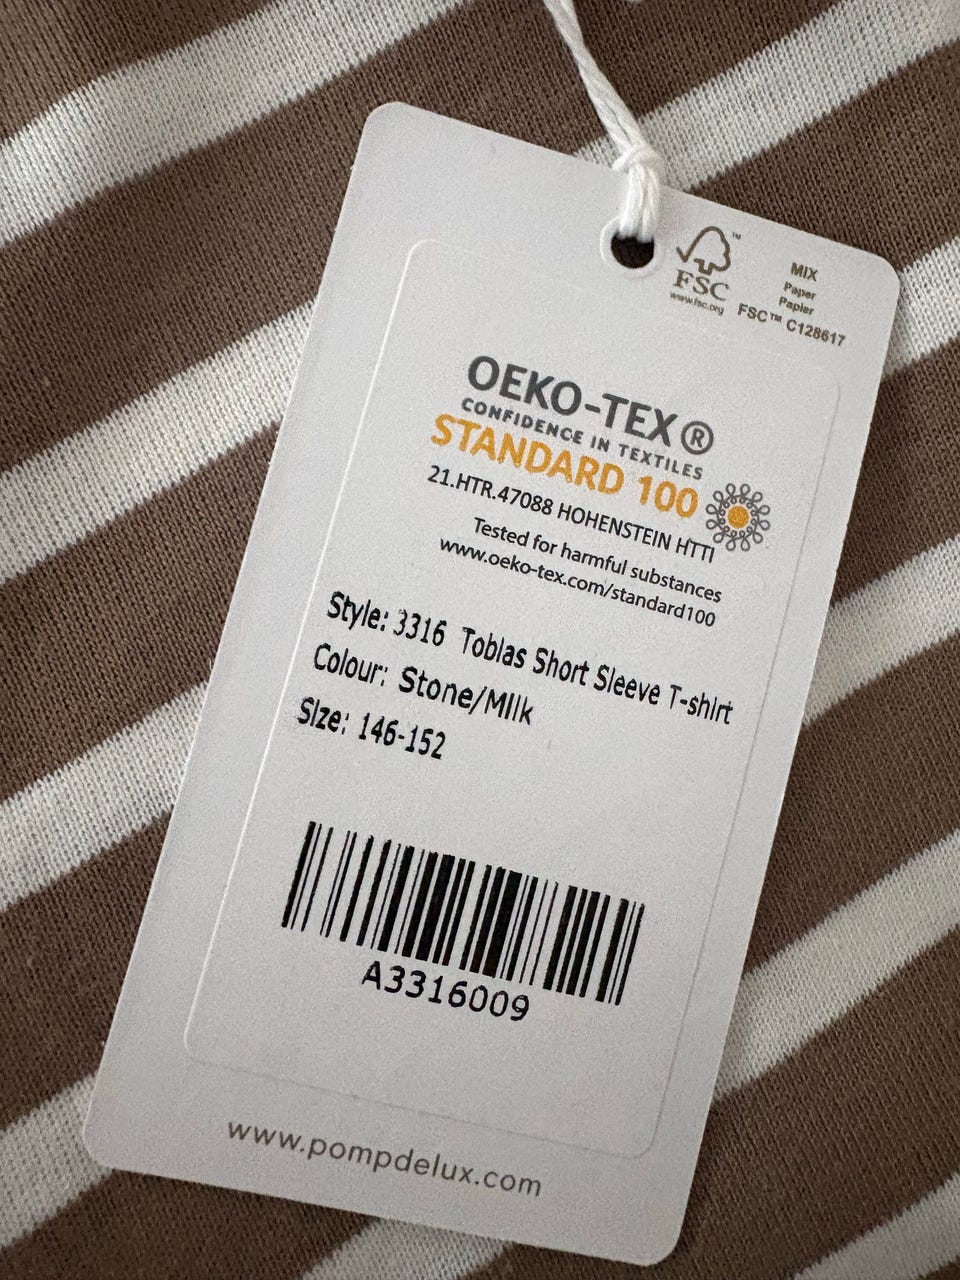 FSC™
www.fsc.org
MIX
Paper
Papier
FSC™ C128617
OEKO-TEX®
CONFIDENCE IN TEXTILES
STANDARD 100
21.HTR.47088 HOHENSTEIN HTTI
Tested for harmful substances
www.oeko-tex.com/standard100
Style: 3316 Tobias Short Sleeve T-shirt
Colour: Stone/Milk
Size: 146-152
A3316009
www.pompdelux.com